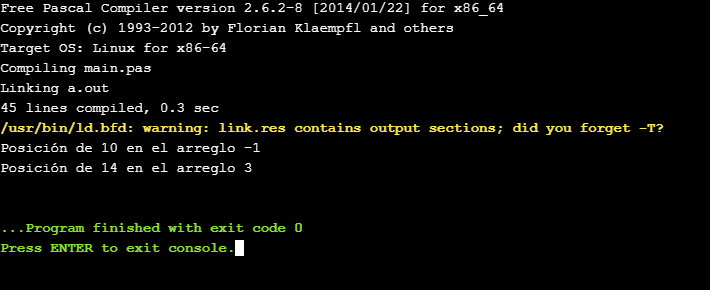 Free Pascal Compiler version 2.6.2-8 [2014/01/22] for x86_64
Copyright (c) 1993-2012 by Florian Klaempfl and others
Target OS: Linux for x86-64
Compiling main.pas
Linking a.out
45 lines compiled, 0.3 sec
/usr/bin/ld.bfd: warning: link.res contains output sections; did you forget -T?
Posición de 10 en el arreglo -1
Posición de 14 en el arreglo 3
...Program finished with exit code 0
Press ENTER to exit console.